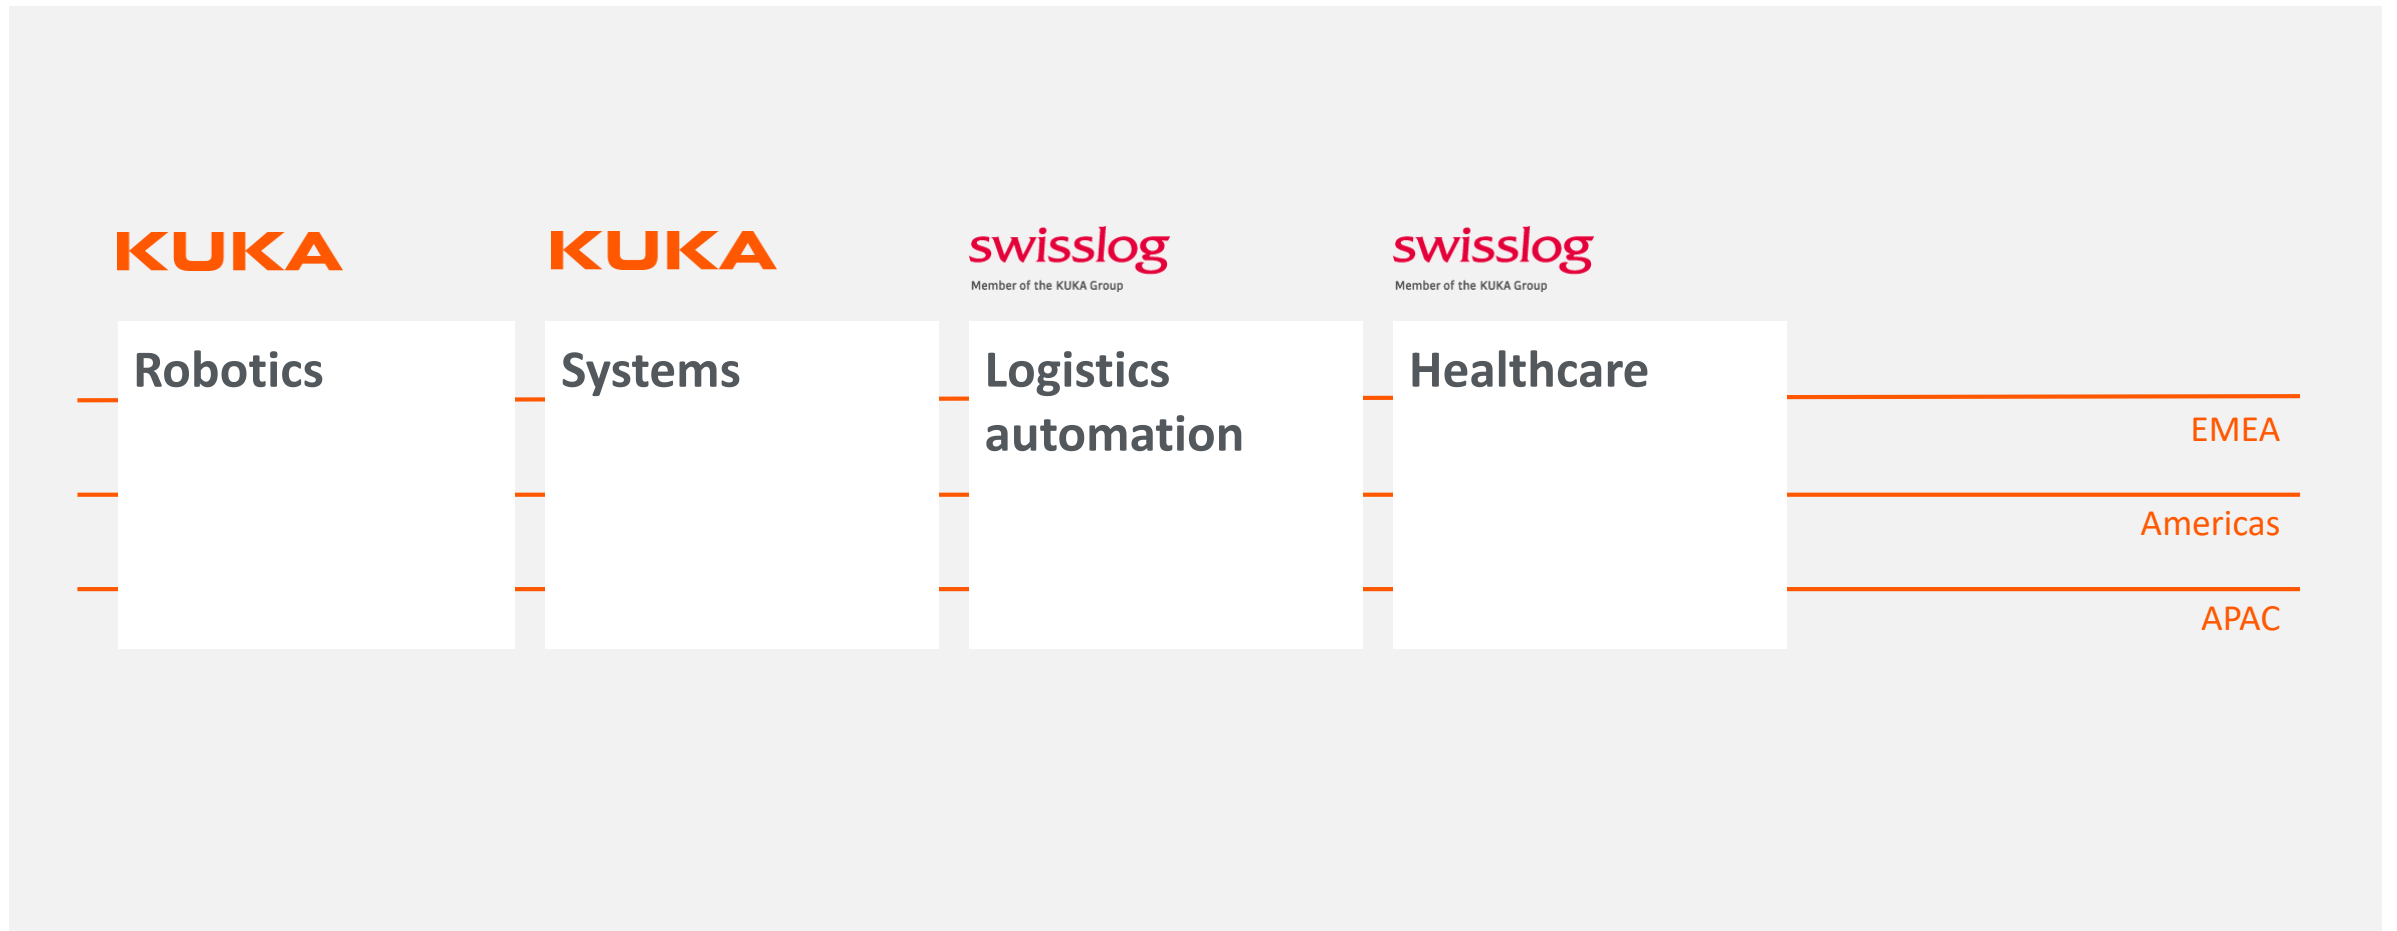 KUKA
KUKA
swisslog
Member of the KUKA Group
swisslog
Member of the KUKA Group
Robotics
Systems
Logistics
automation
Healthcare
EMEA
Americas
APAC